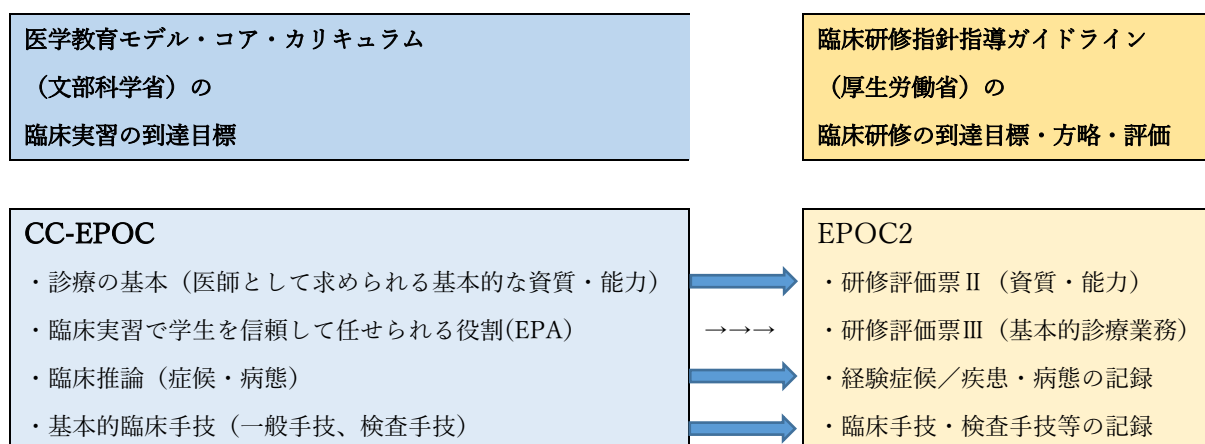 医学教育モデル・コア・カリキュラム
（文部科学省）の
臨床実習の到達目標
臨床研修指針指導ガイドライン
（厚生労働省）の
臨床研修の到達目標・方略・評価
CC-EPOC
・診療の基本（医師として求められる基本的な資質・能力）
・臨床実習で学生を信頼して任せられる役割(EPA)
・臨床推論（症候・病態）
・基本的臨床手技（一般手技、検査手技）
→→→
EPOC2
・研修評価票Ⅱ（資質・能力）
・研修評価票Ⅲ（基本的診療業務）
・経験症候／疾患・病態の記録
・臨床手技・検査手技等の記録